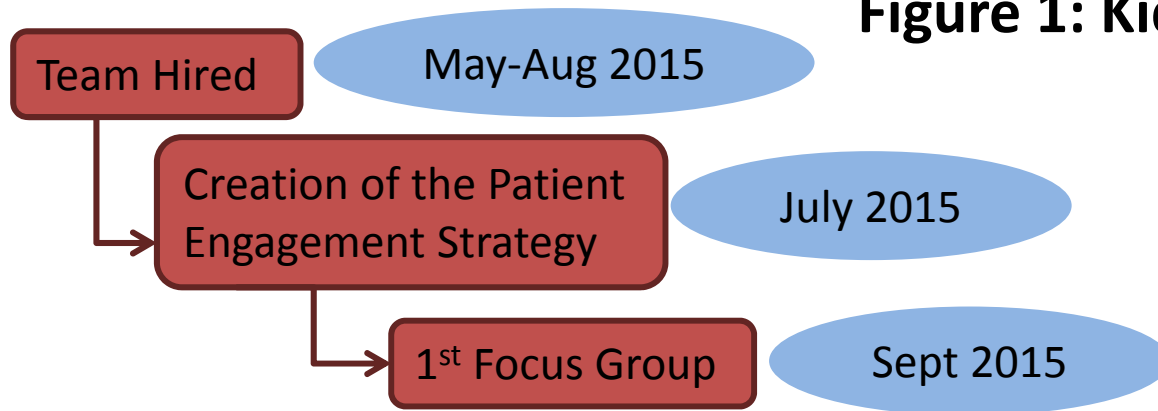 Figure 1: Kid
Team Hired
May-Aug 2015
Creation of the Patient
Engagement Strategy
July 2015
1st Focus Group
Sept 2015